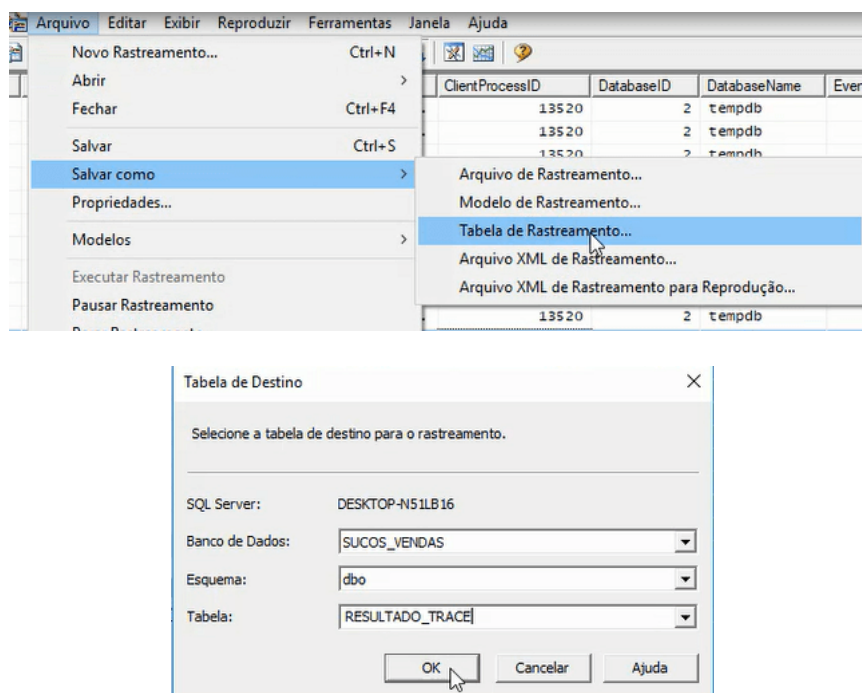 Arquivo Editar Exibir Reproduzir Ferramentas Janela Ajuda
Novo Rastreamento... Ctrl+N
Abrir >
Fechar Ctrl+F4
Salvar Ctrl+S
Salvar como >
Propriedades...
Modelos >
Executar Rastreamento
Pausar Rastreamento
ClientProcessID DatabaseID DatabaseName
13520 2 tempdb
13520 2 tempdb
13520 2 tempdb
Arquivo de Rastreamento...
Modelo de Rastreamento...
Tabela de Rastreamento...
Arquivo XML de Rastreamento...
Arquivo XML de Rastreamento para Reprodução...
13520 2 tempdb
Tabela de Destino
Selecione a tabela de destino para o rastreamento.
SQL Server: DESKTOP-N51LB16
Banco de Dados: SUCOS_VENDAS
Esquema: dbo
Tabela: RESULTADO_TRACE
OK Cancelar Ajuda